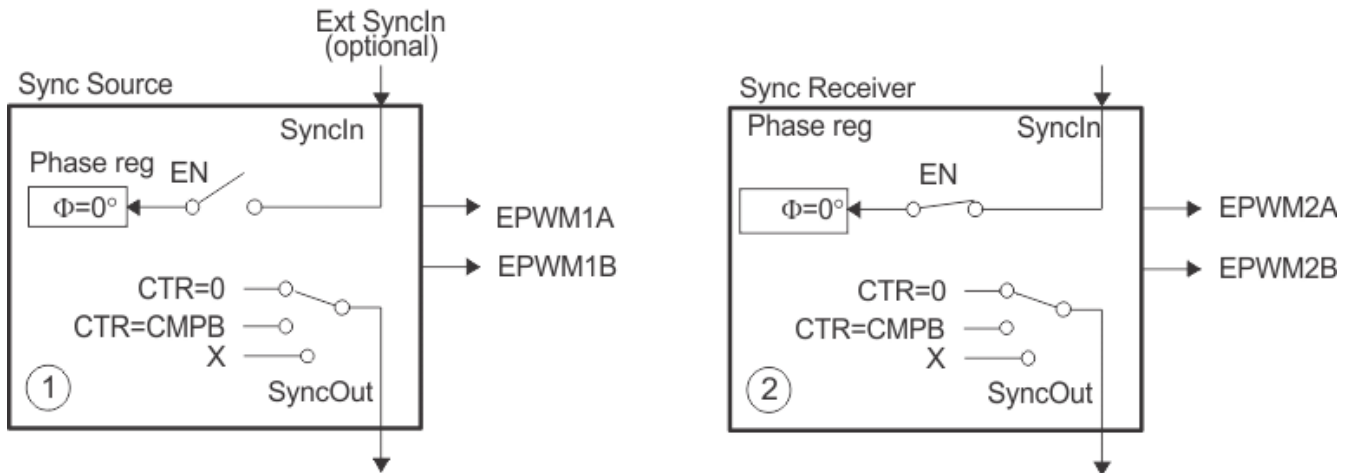 Ext SyncIn
(optional)
Sync Source
SyncIn
Phase reg
EN
Φ=0°
EPWM1A
EPWM1B
CTR=0
CTR=CMPB
X
1
SyncOut
Sync Receiver
Phase reg
SyncIn
EN
Φ=0°
EPWM2A
EPWM2B
CTR=0
CTR=CMPB
X
2
SyncOut